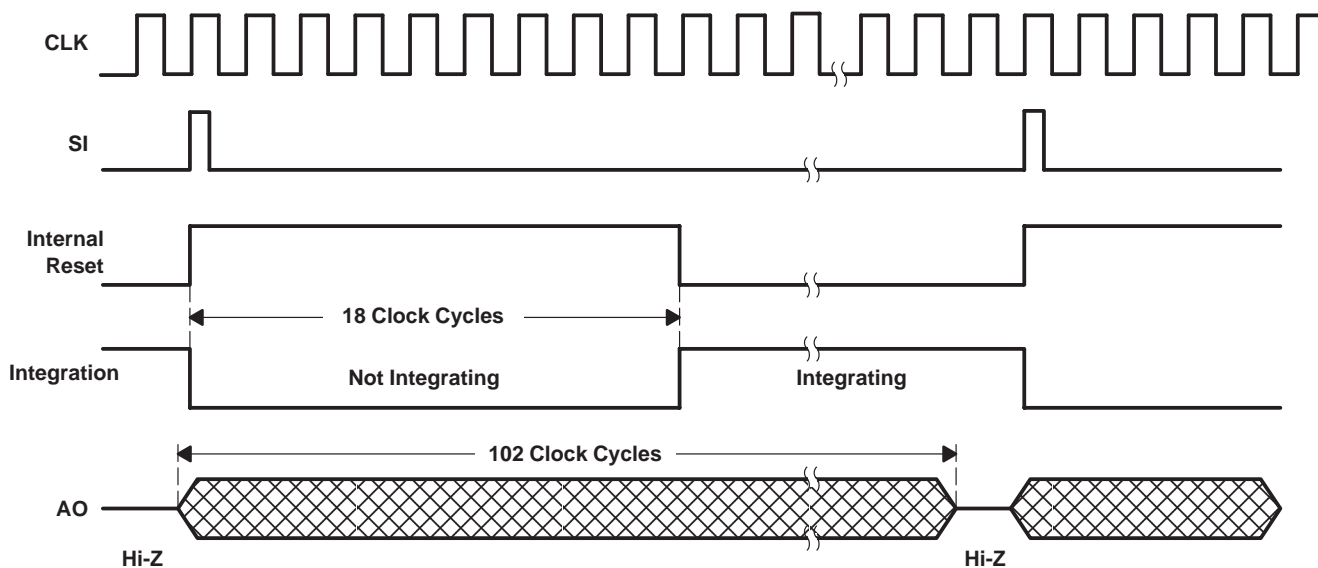 CLK
SI
Internal
Reset
18 Clock Cycles
Integration
Not Integrating
Integrating
102 Clock Cycles
AO
Hi-Z
Hi-Z